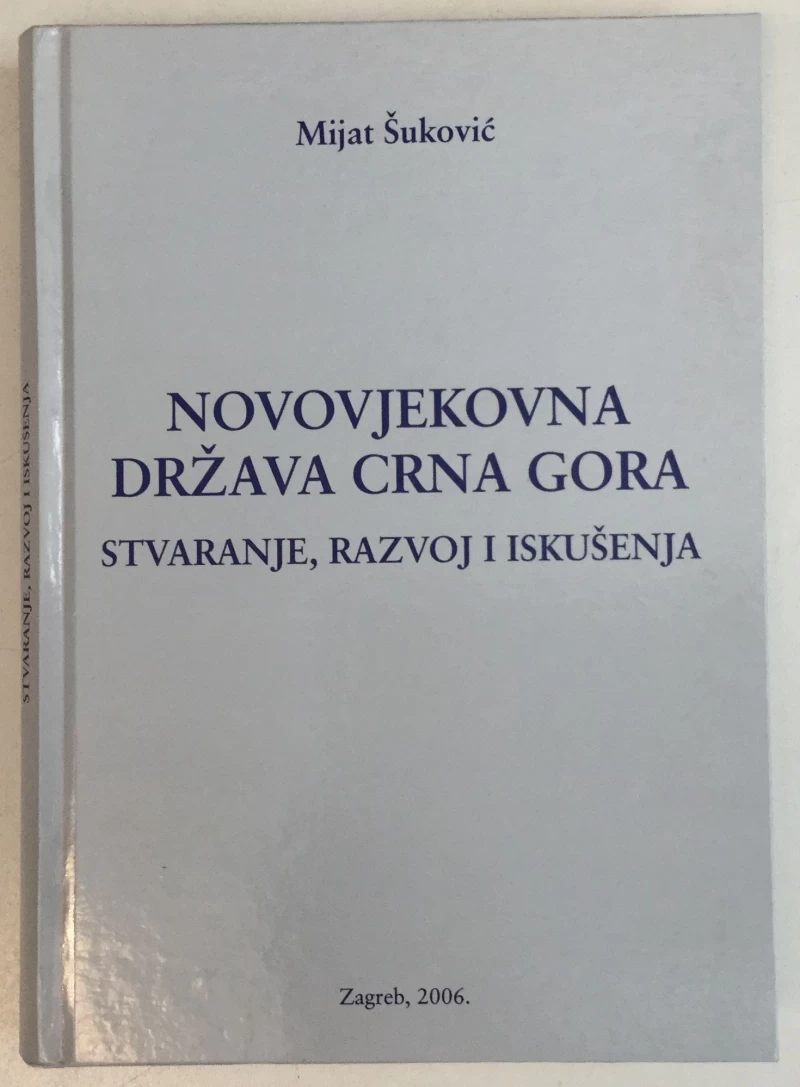 Mijat Šuković
NOVOVJEKOVNA
DRŽAVA CRNA GORA
STVARANJE, RAZVOJ I ISKUŠENJA
Zagreb, 2006.
STVARANJE, RAZVOJ I ISKUŠENJA